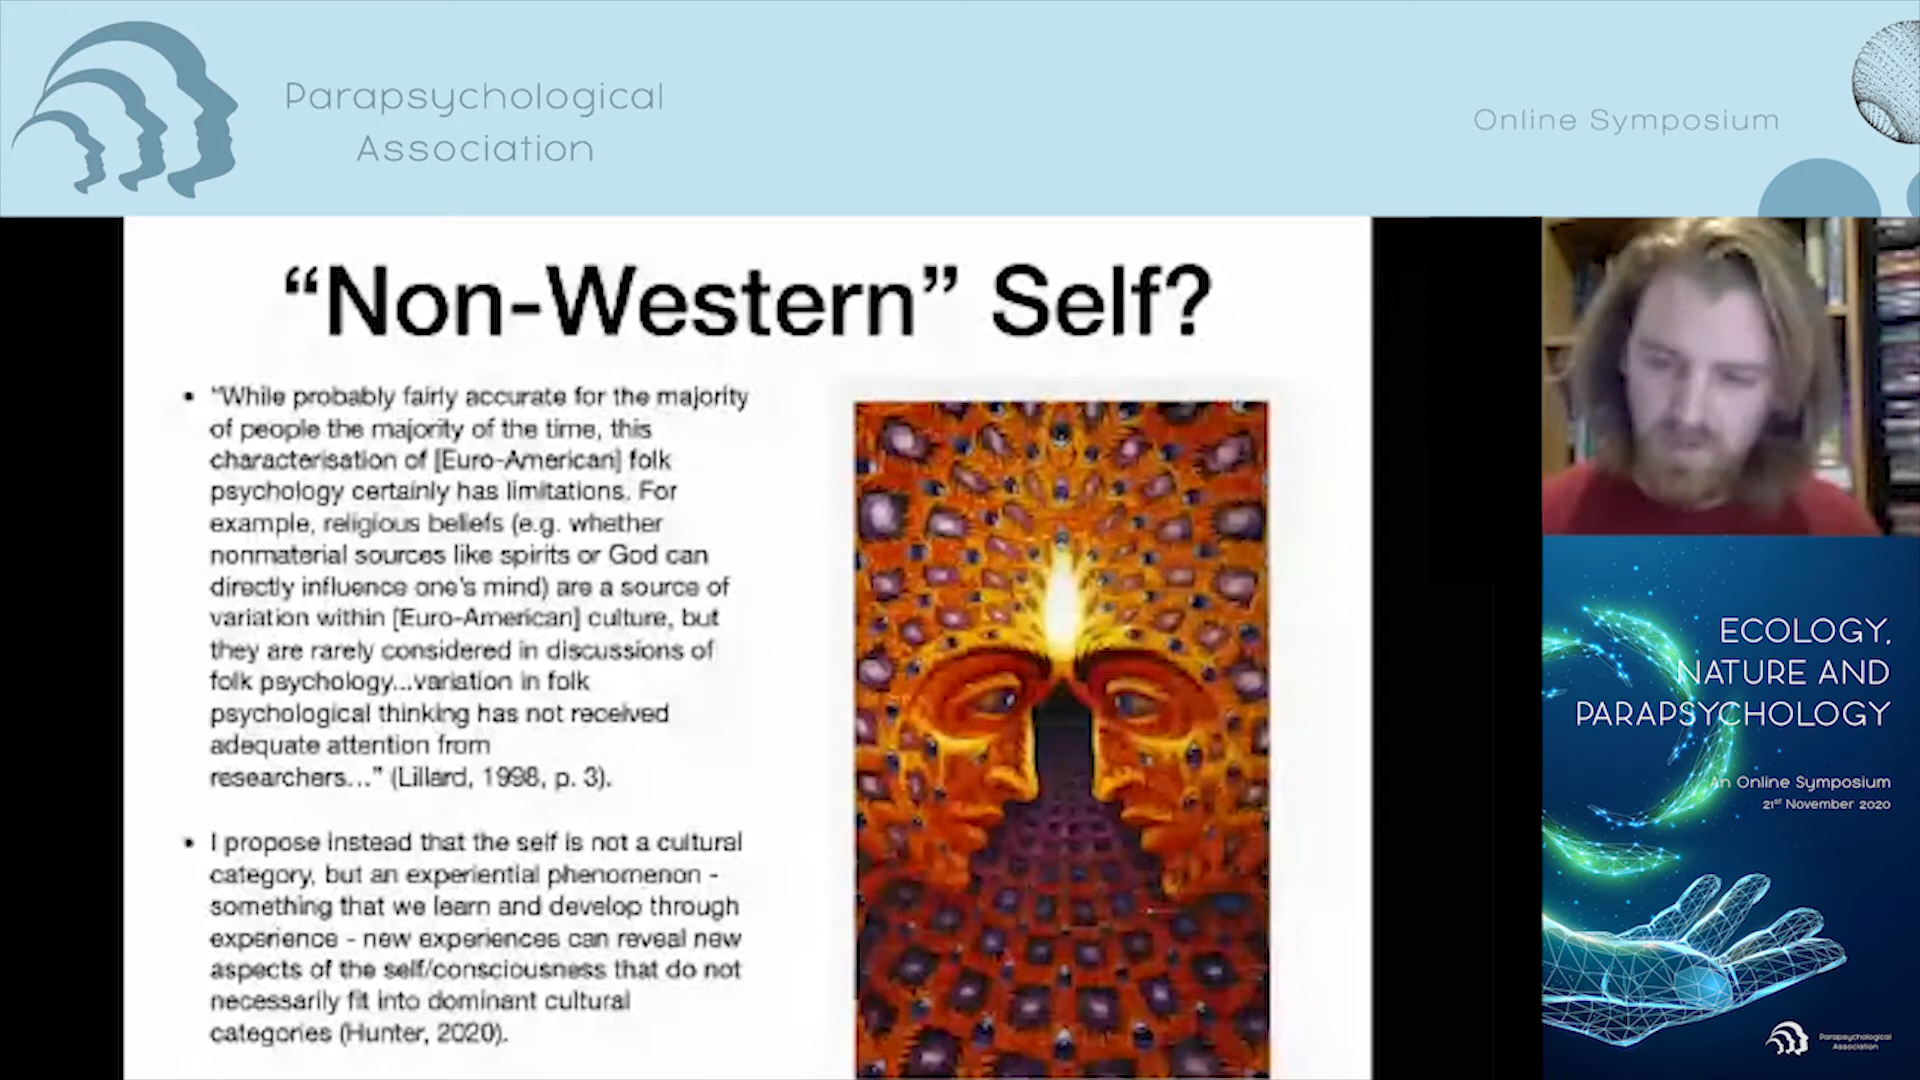 Parapsychological
Association
Online Symposium
“Non-Western” Self?
• “While probably fairly accurate for the majority
of people the majority of the time, this
characterisation of [Euro-American] folk
psychology certainly has limitations. For
example, religious beliefs (e.g. whether
nonmaterial sources like spirits or God can
directly influence one's mind) are a source of
variation within [Euro-American] culture, but
they are rarely considered in discussions of
folk psychology...variation in folk
psychological thinking has not received
adequate attention from
researchers...” (Lillard, 1998, p. 3).
• I propose instead that the self is not a cultural
category, but an experiential phenomenon -
something that we learn and develop through
experience - new experiences can reveal new
aspects of the self/consciousness that do not
necessarily fit into dominant cultural
categories (Hunter, 2020).
ECOLOGY,
NATURE AND
PARAPSYCHOLOGY
An Online Symposium
21st November 2020
Parapsychological
Association